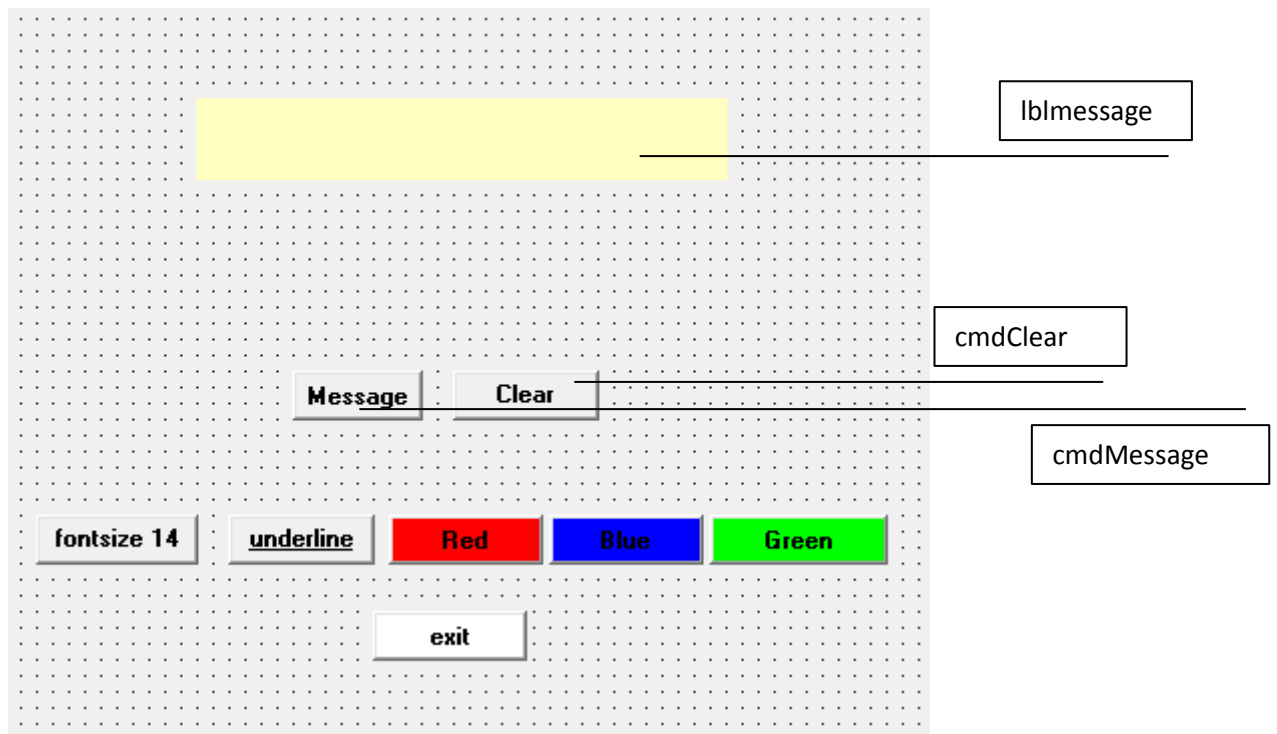 lblmessage
cmdClear
Message Clear
cmdMessage
fontsize 14 underline Red Blue Green
exit